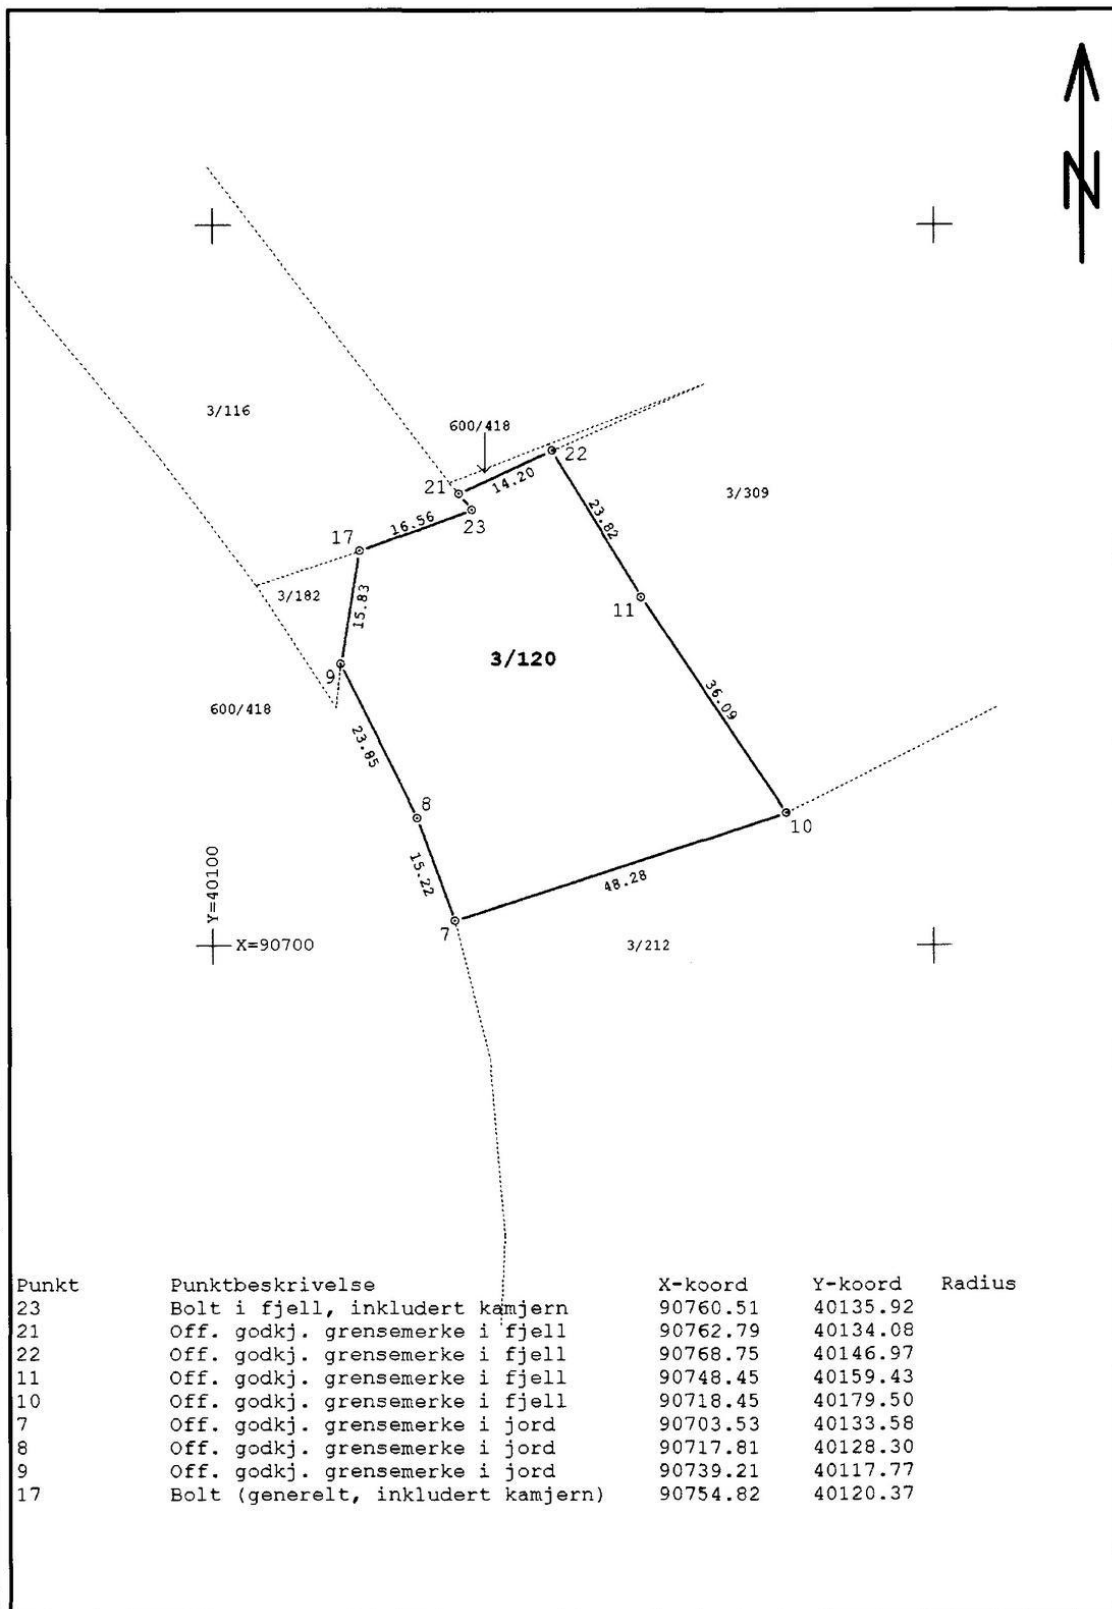 N
3/116
600/418
22
14.20
21
3/309
23
16.56
23.82
17
3/182
15.83
11
3/120
9
36.09
600/418
23.85
8
10
15.22
48.28
Y=40100
7
X=90700
3/212
Punkt Punktbeskrivelse X-koord Y-koord Radius
23 Bolt i fjell, inkludert kamjern 90760.51 40135.92
21 Off. godkj. grensemerke i fjell 90762.79 40134.08
22 Off. godkj. grensemerke i fjell 90768.75 40146.97
11 Off. godkj. grensemerke i fjell 90748.45 40159.43
10 Off. godkj. grensemerke i fjell 90718.45 40179.50
7 Off. godkj. grensemerke i jord 90703.53 40133.58
8 Off. godkj. grensemerke i jord 90717.81 40128.30
9 Off. godkj. grensemerke i jord 90739.21 40117.77
17 Bolt (generelt, inkludert kamjern) 90754.82 40120.37